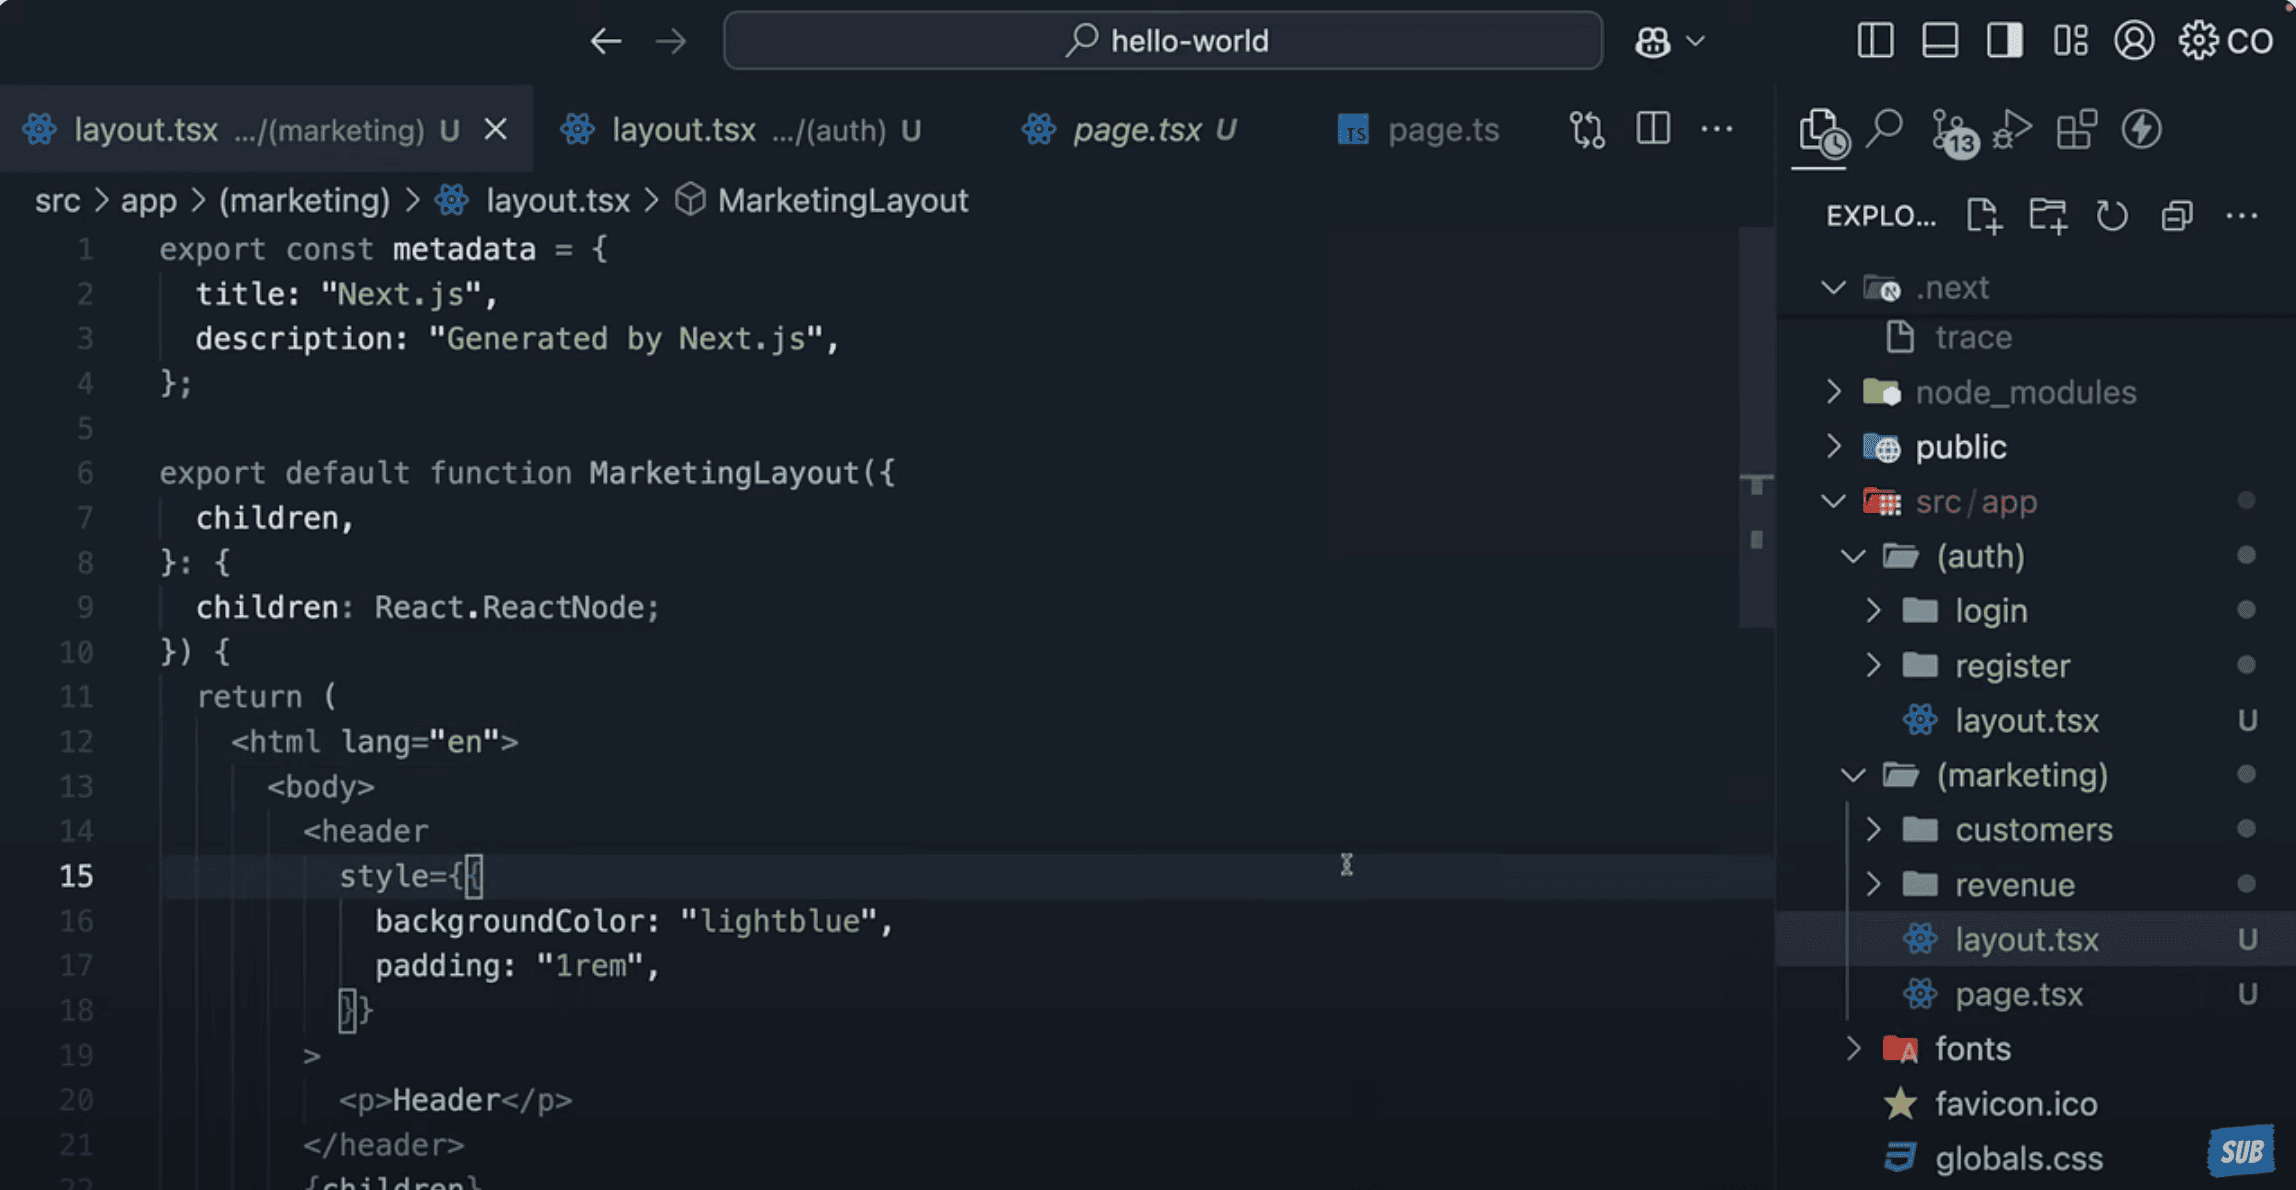 hello-world
CO
layout.tsx .../(marketing) U
layout.tsx .../(auth) U
page.tsx U
TS page.ts
13
src > app > (marketing) > layout.tsx > MarketingLayout
EXPLO...
1 export const metadata = {
2 title: "Next.js",
3 description: "Generated by Next.js",
4 };
5
6 export default function MarketingLayout({
7 children,
8 }: {
9 children: React.ReactNode;
10 }) {
11 return (
12 <html lang="en">
13 <body>
14 <header
15 style={{
16 backgroundColor: "lightblue",
17 padding: "1rem",
18 }}
19 >
20 <p>Header</p>
21 </header>
22 {children}
.next
trace
node_modules
public
src/app
(auth)
login
register
layout.tsx U
(marketing)
customers
revenue
layout.tsx U
page.tsx U
fonts
favicon.ico
globals.css
SUB